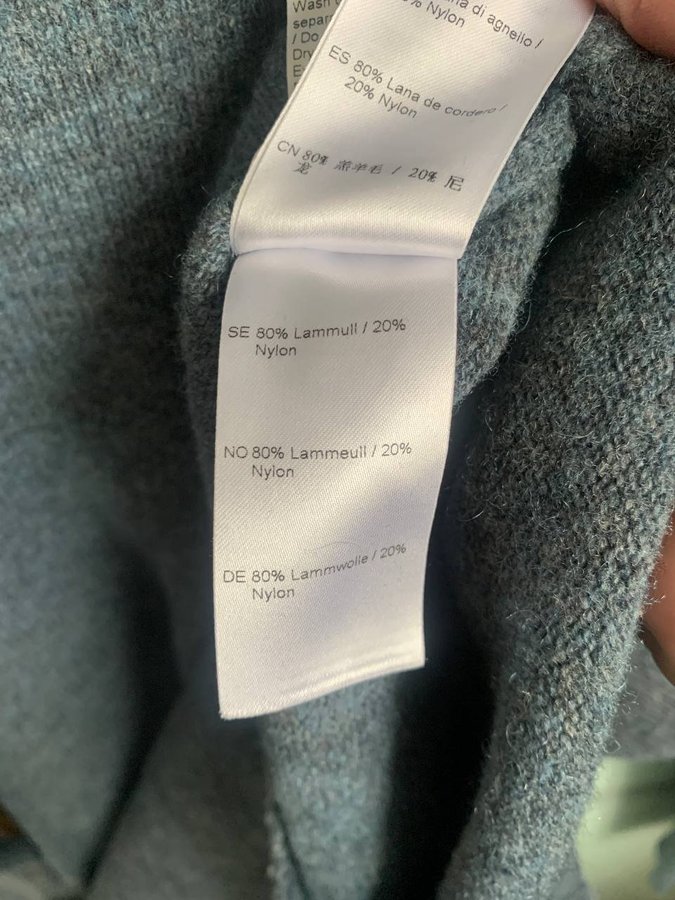 Wash
separ
/ Do
Dry
E
na di agnello /
% Nylon
ES 80% Lana de cordero /
20% Nylon
CN 80% 羔羊毛 / 20% 尼
龙
SE 80% Lammull / 20%
Nylon
NO 80% Lammeull / 20%
Nylon
DE 80% Lammwolle / 20%
Nylon